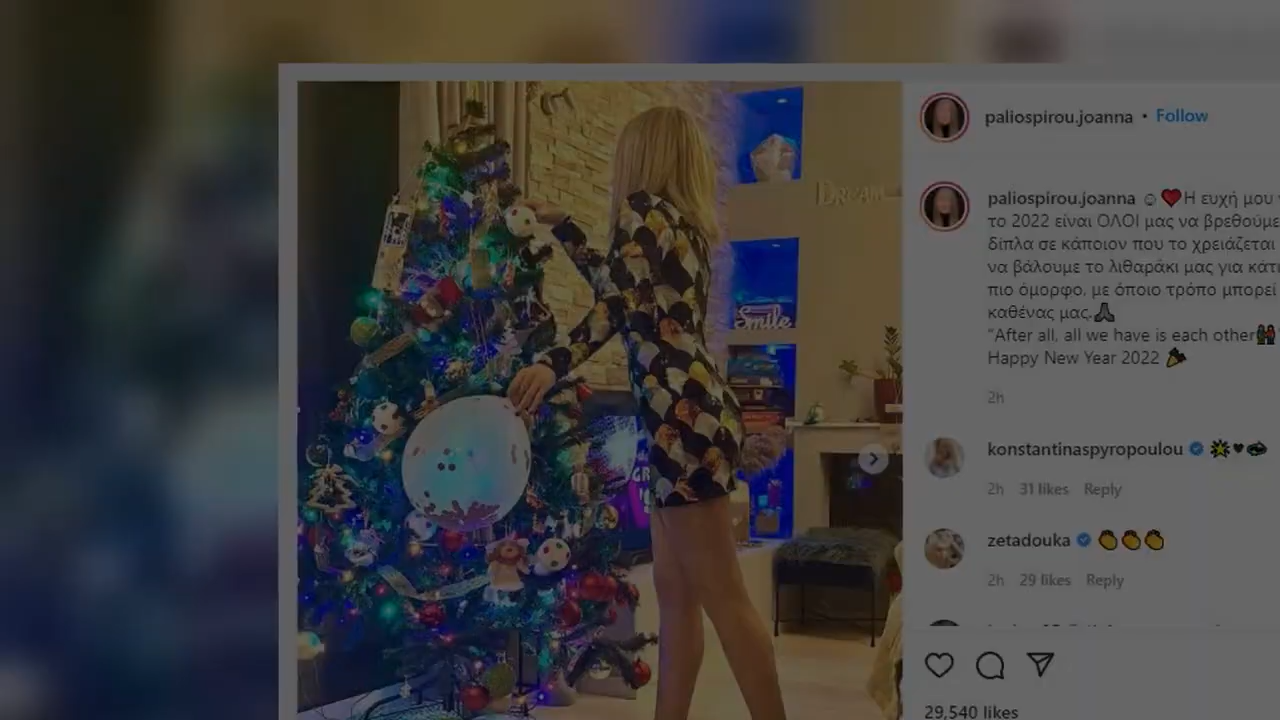 paliospirou.joanna • Follow
paliospirou.joanna ☺❤Η ευχή μου
το 2022 είναι ΟΛΟΙ μας να βρεθούμε
δίπλα σε κάποιον που το χρειάζεται
να βάλουμε το λιθαράκι μας για κάτι
πιο όμορφο, με όποιο τρόπο μπορεί
καθένας μας.🙏
"After all, all we have is each other👭
Happy New Year 2022 🎉
2h
konstantinaspyropoulou
2h 31 likes Reply
zetadouka 👏👏👏
2h 29 likes Reply
29,540 likes
DREAM
Smile